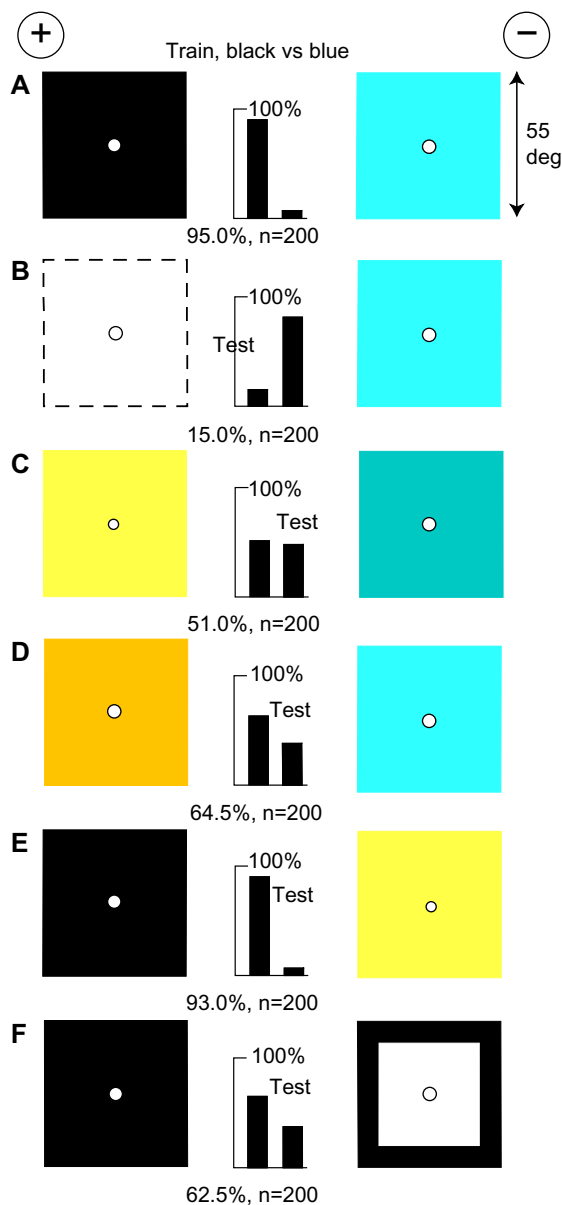 +
−
Train, black vs blue
A
100%
55
deg
95.0%, n=200
B
100%
Test
15.0%, n=200
C
100%
Test
51.0%, n=200
D
100%
Test
64.5%, n=200
E
100%
Test
93.0%, n=200
F
100%
Test
62.5%, n=200